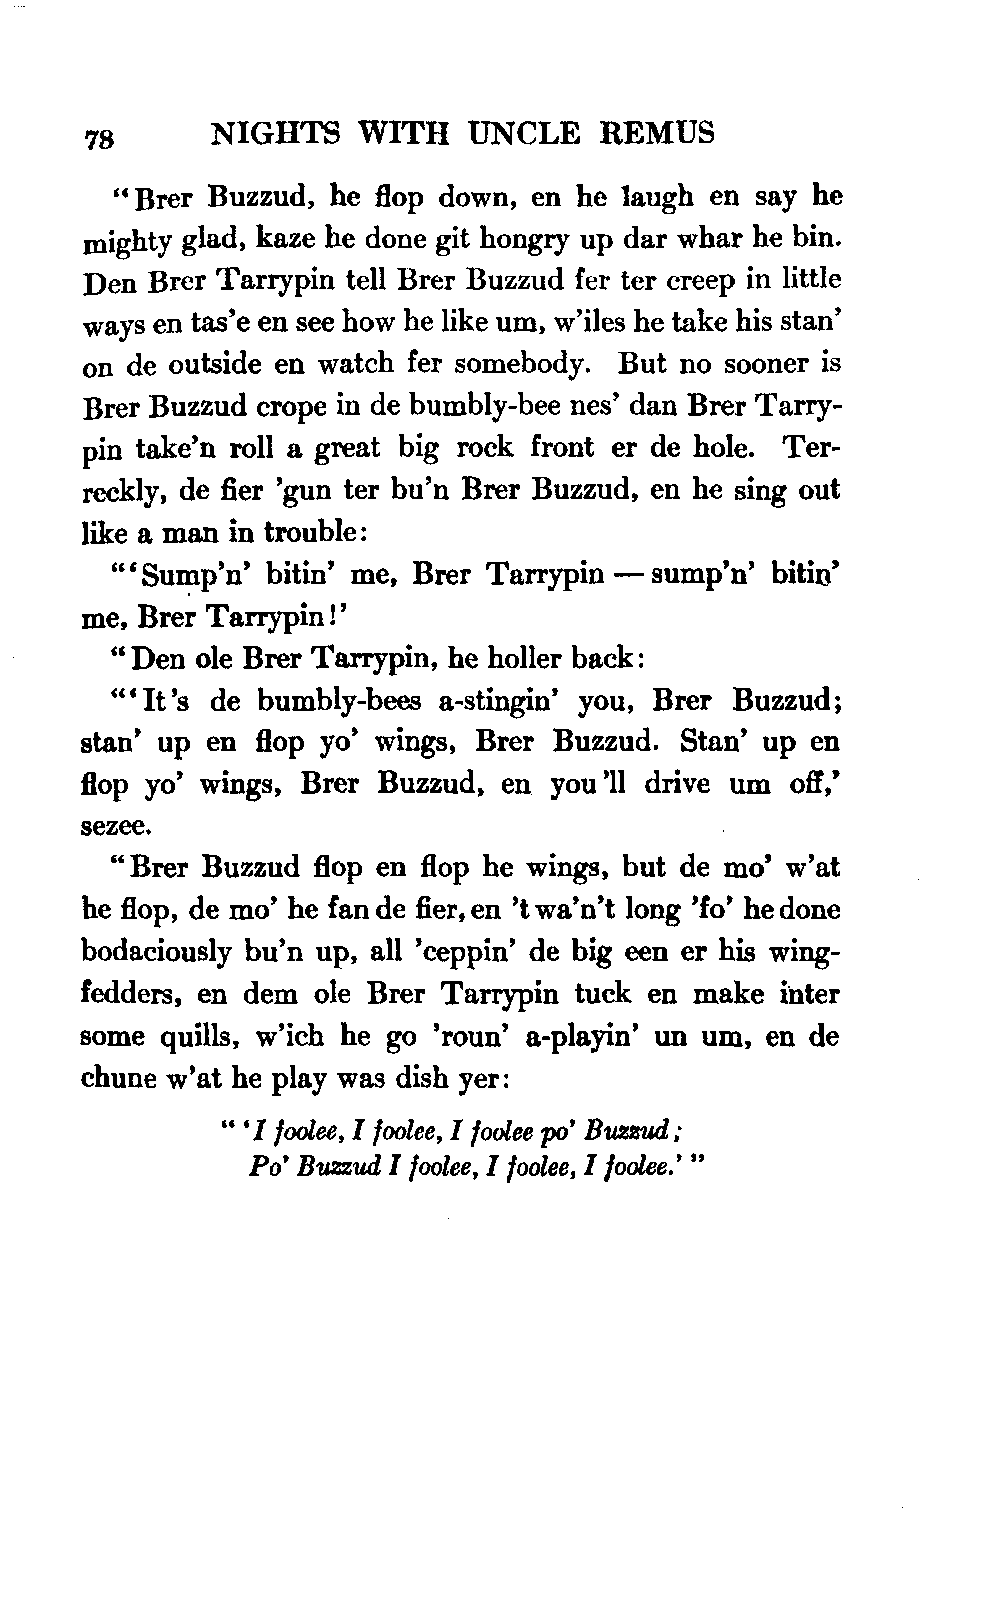 78 NIGHTS WITH UNCLE REMUS
“Brer Buzzud, he flop down, en he laugh en say he
mighty glad, kaze he done git hongry up dar whar he bin.
Den Brer Tarrypin tell Brer Buzzud fer ter creep in little
ways en tas’e en see how he like um, w’iles he take his stan’
on de outside en watch fer somebody. But no sooner is
Brer Buzzud crope in de bumbly-bee nes’ dan Brer Tarry-
pin take’n roll a great big rock front er de hole. Ter-
reckly, de fier ’gun ter bu’n Brer Buzzud, en he sing out
like a man in trouble:
“‘Sump’n’ bitin’ me, Brer Tarrypin — sump’n’ bitin’
me, Brer Tarrypin!’
“Den ole Brer Tarrypin, he holler back:
“‘It’s de bumbly-bees a-stingin’ you, Brer Buzzud;
stan’ up en flop yo’ wings, Brer Buzzud. Stan’ up en
flop yo’ wings, Brer Buzzud, en you’ll drive um off,’
sezee.
“Brer Buzzud flop en flop he wings, but de mo’ w’at
he flop, de mo’ he fan de fier, en ’twa’n’t long ’fo’ he done
bodaciously bu’n up, all ’ceppin’ de big een er his wing-
fedders, en dem ole Brer Tarrypin tuck en make inter
some quills, w’ich he go ’roun’ a-playin’ un um, en de
chune w’at he play was dish yer:
“‘I foolee, I foolee, I foolee po’ Buzzud;
Po’ Buzzud I foolee, I foolee, I foolee.’”